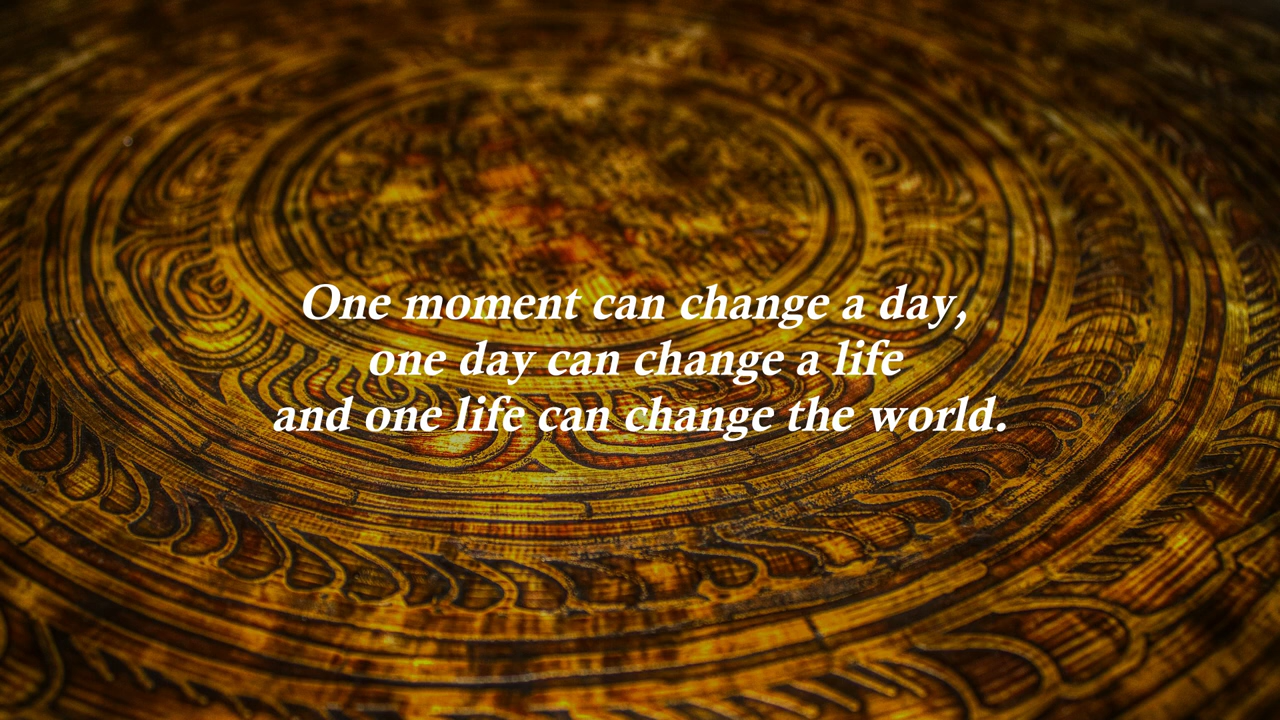 One moment can change a day,
one day can change a life
and one life can change the world.